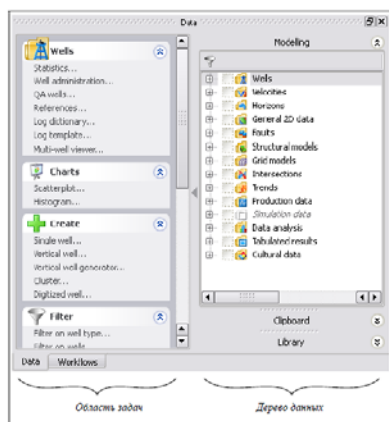 Data
Wells
Statistics...
Well administration...
QA wells...
References...
Log dictionary...
Log template...
Multi-well viewer...
Charts
Scatterplot...
Histogram...
Create
Single well...
Vertical well...
Vertical well generator...
Cluster...
Digitized well...
Filter
Filter on well type...
Filter on wells
Modeling
Wells
Velocities
Horizons
General 2D data
Faults
Structural models
Grid models
Intersections
Trends
Production data
Simulation data
Data analysis
Tabulated results
Cultural data
Clipboard
Library
Data Workflows
Область задач
Дерево данных